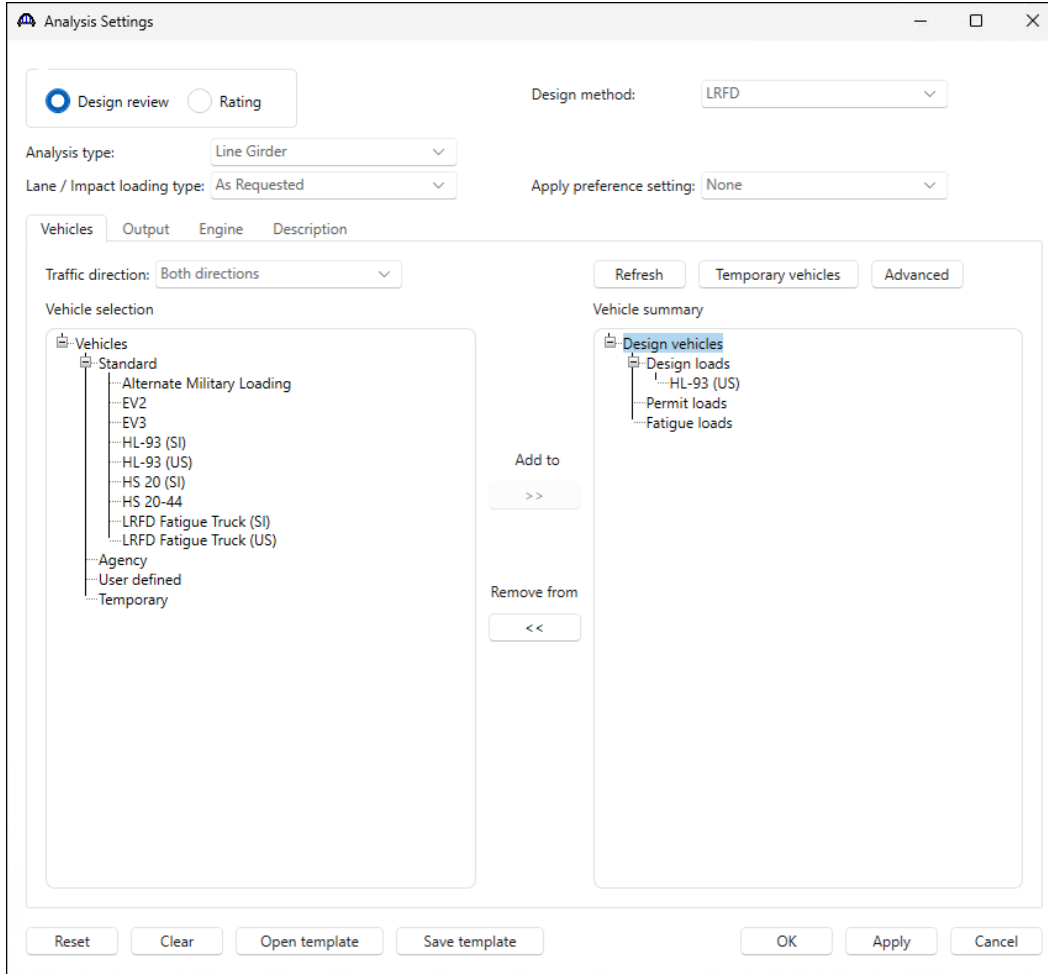 Analysis Settings
Design review
Rating
Design method:
LRFD
Analysis type:
Line Girder
Lane / Impact loading type:
As Requested
Apply preference setting:
None
Vehicles
Output
Engine
Description
Traffic direction:
Both directions
Refresh
Temporary vehicles
Advanced
Vehicle selection
Vehicles
Standard
Alternate Military Loading
EV2
EV3
HL-93 (SI)
HL-93 (US)
HS 20 (SI)
HS 20-44
LRFD Fatigue Truck (SI)
LRFD Fatigue Truck (US)
Agency
User defined
Temporary
Add to
>>
Remove from
<<
Vehicle summary
Design vehicles
Design loads
HL-93 (US)
Permit loads
Fatigue loads
Reset
Clear
Open template
Save template
OK
Apply
Cancel